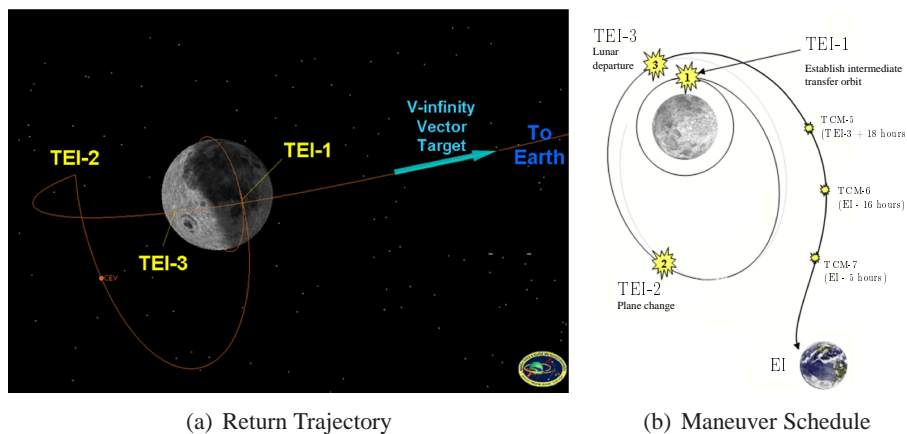 TEI-2
TEI-1
V-infinity
Vector
Target
To
Earth
TEI-3
CEV
(a) Return Trajectory
TEI-3
Lunar
departure
TEI-1
Establish intermediate
transfer orbit
3
1
TCM-5
(TEI-3 + 18 hours
TCM-6
(EI - 16 hours)
TCM-7
(EI - 5 hours)
2
TEI-2
Plane change
EI
(b) Maneuver Schedule